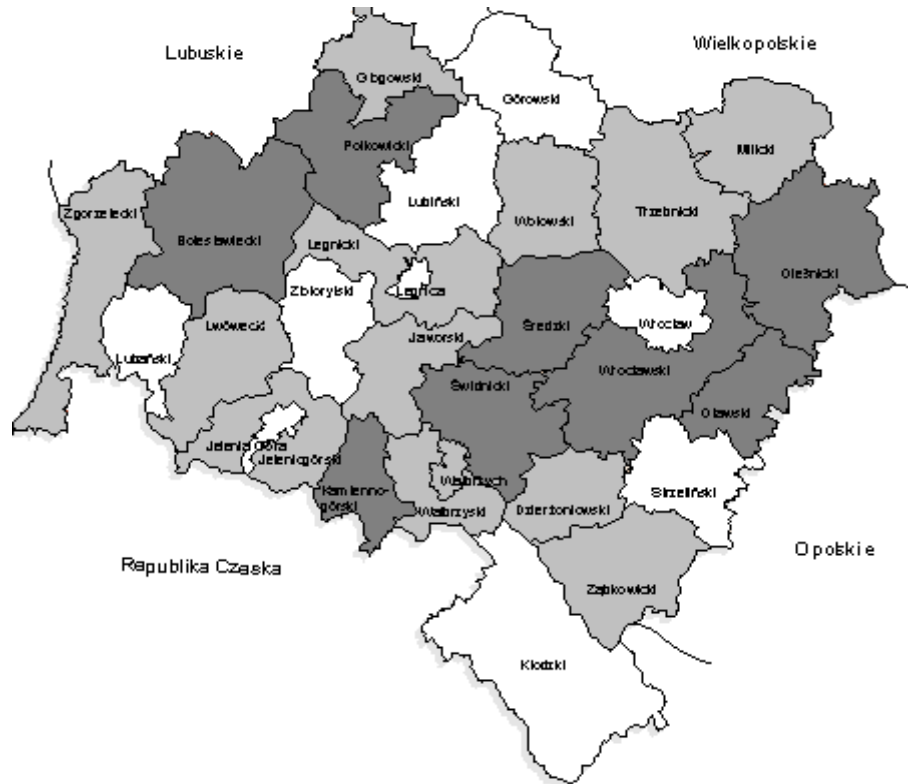 Lubuskie
Wielkopolskie
Głogowski
Górowski
Polkowicki
Milicki
Lubiński
Zgorzelecki
Wołowski
Trzebnicki
Bolesławiecki
Legnicki
Oleśnicki
Złotoryjski
Legnica
Lwówecki
Średzki
Wrocław
Jaworski
Lubański
Wrocławski
Świdnicki
Oławski
Jelenia Góra
Jeleniogórski
Wałbrzych
Kamienno-
górski
Strzeliński
Wałbrzyski
Dzierżoniowski
Republika Czeska
Opolskie
Ząbkowicki
Kłodzki